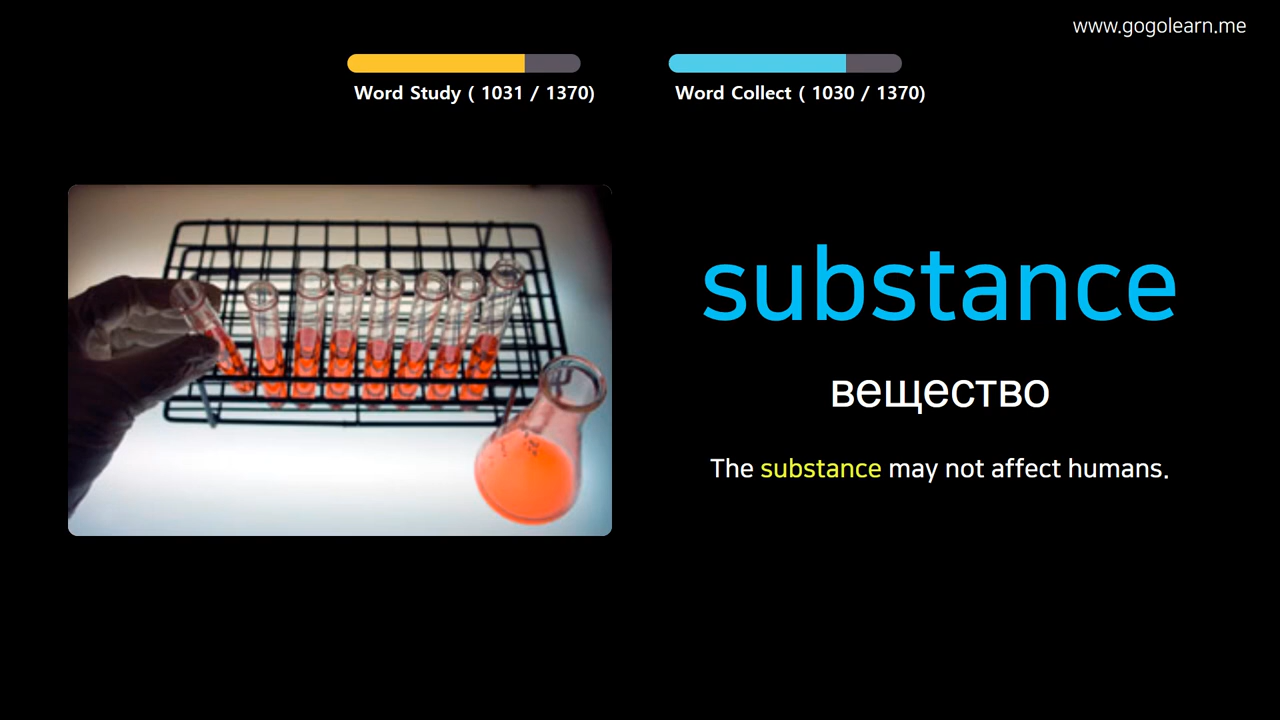 www.gogolearn.me
Word Study ( 1031 / 1370)
Word Collect ( 1030 / 1370)
substance
вещество
The substance may not affect humans.